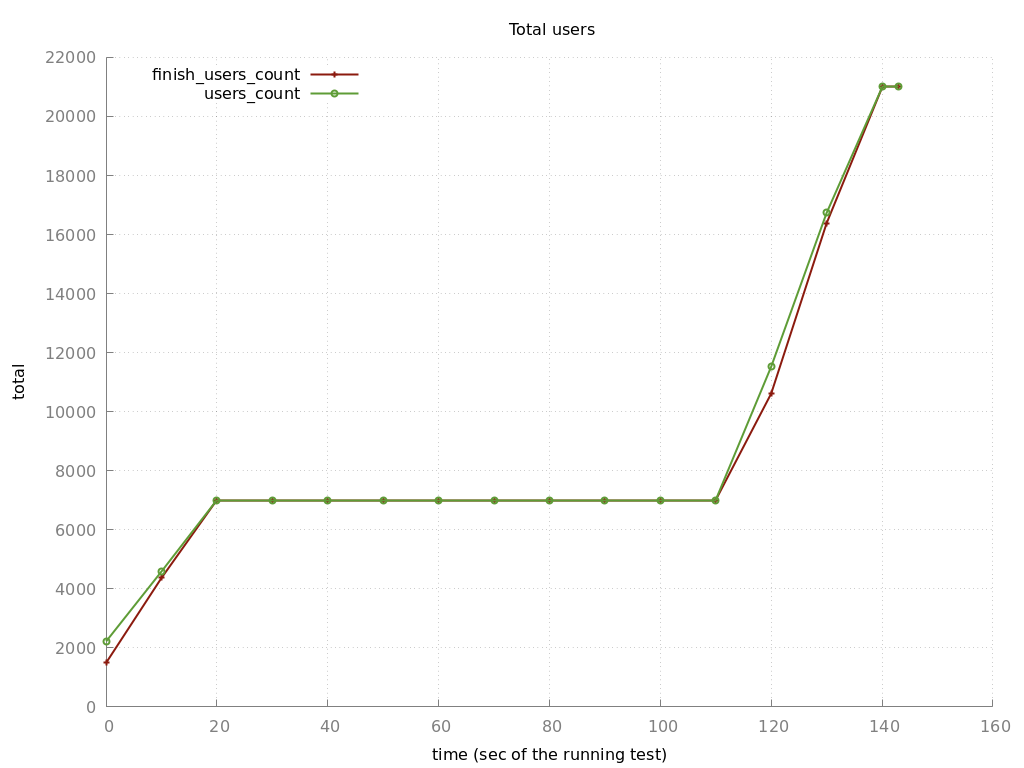 Total users
finish_users_count
users_count
22000
20000
18000
16000
14000
12000
10000
8000
6000
4000
2000
0
total
0 20 40 60 80 100 120 140 160
time (sec of the running test)